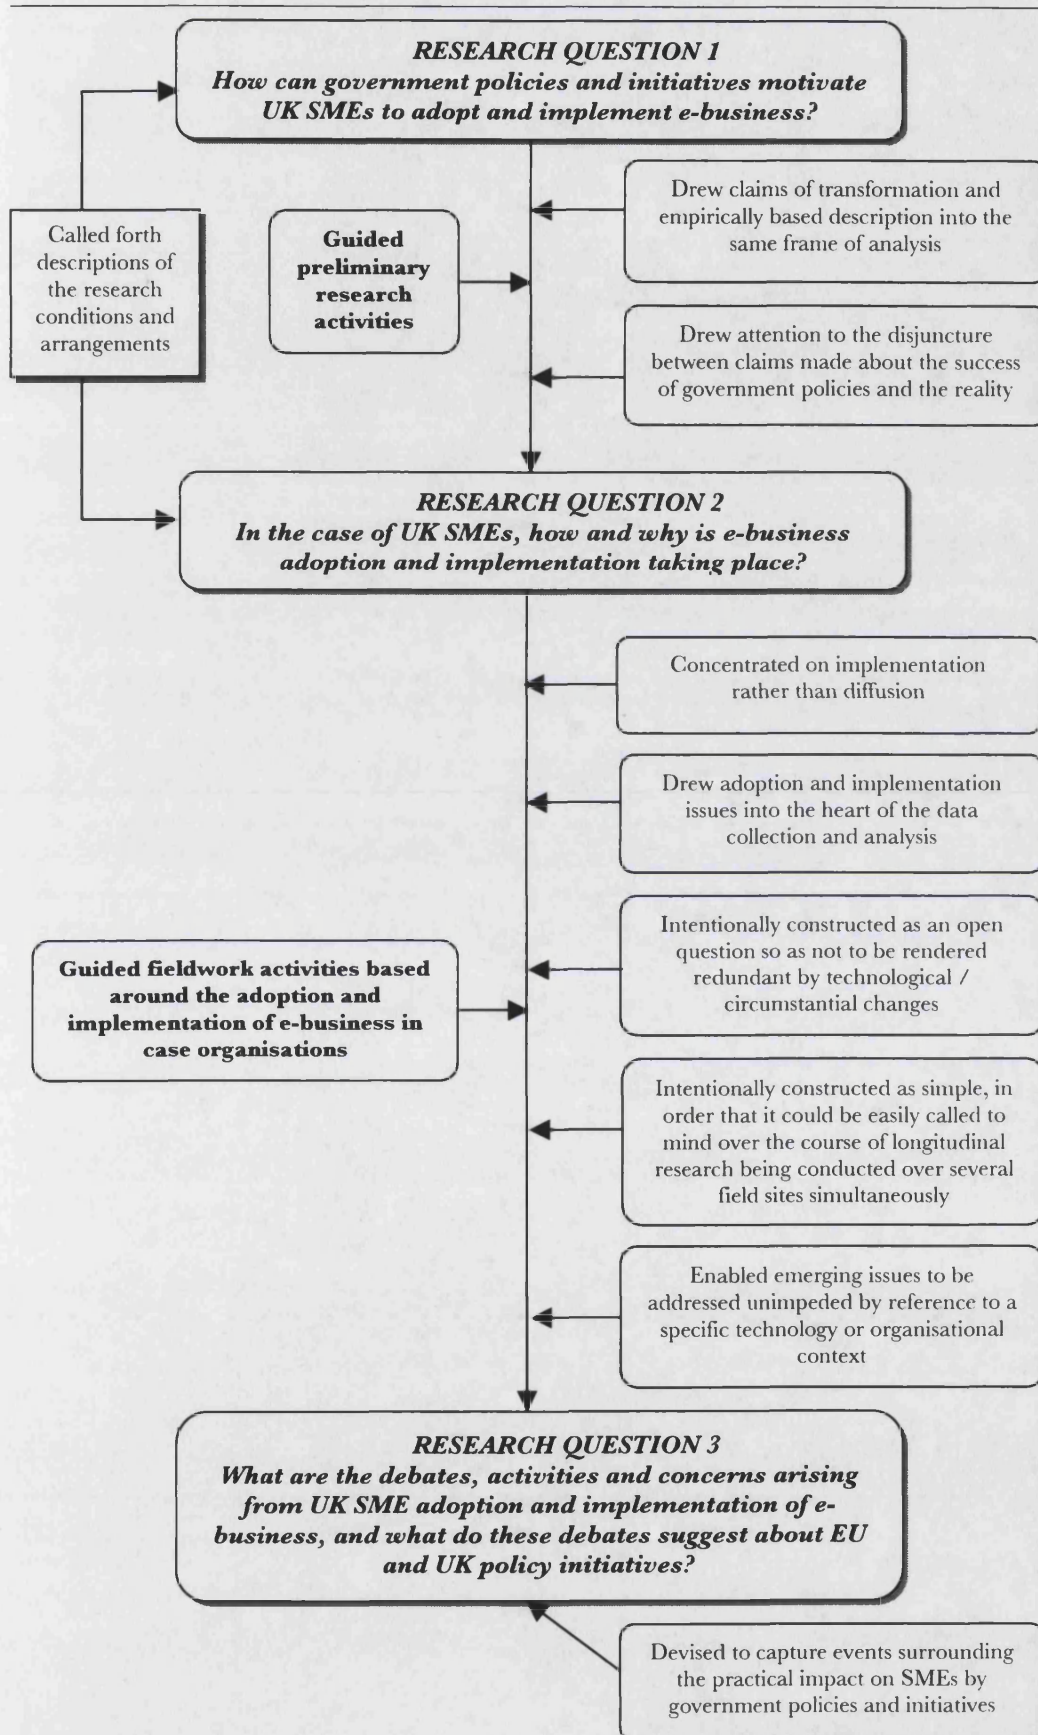 RESEARCH QUESTION 1
How can government policies and initiatives motivate
UK SMEs to adopt and implement e-business?
Drew claims of transformation and
empirically based description into the
same frame of analysis
Called forth
descriptions of
the research
conditions and
arrangements
Guided
preliminary
research
activities
Drew attention to the disjuncture
between claims made about the success
of government policies and the reality
RESEARCH QUESTION 2
In the case of UK SMEs, how and why is e-business
adoption and implementation taking place?
Concentrated on implementation
rather than diffusion
Drew adoption and implementation
issues into the heart of the data
collection and analysis
Intentionally constructed as an open
question so as not to be rendered
redundant by technological /
circumstantial changes
Guided fieldwork activities based
around the adoption and
implementation of e-business in
case organisations
Intentionally constructed as simple, in
order that it could be easily called to
mind over the course of longitudinal
research being conducted over several
field sites simultaneously
Enabled emerging issues to be
addressed unimpeded by reference to a
specific technology or organisational
context
RESEARCH QUESTION 3
What are the debates, activities and concerns arising
from UK SME adoption and implementation of e-
business, and what do these debates suggest about EU
and UK policy initiatives?
Devised to capture events surrounding
the practical impact on SMEs by
government policies and initiatives